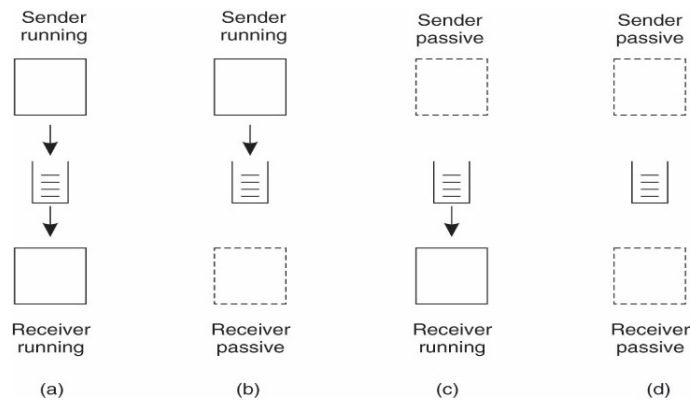 Sender
running
Sender
running
Sender
passive
Sender
passive
Receiver
running
Receiver
passive
Receiver
running
Receiver
passive
(a)
(b)
(c)
(d)